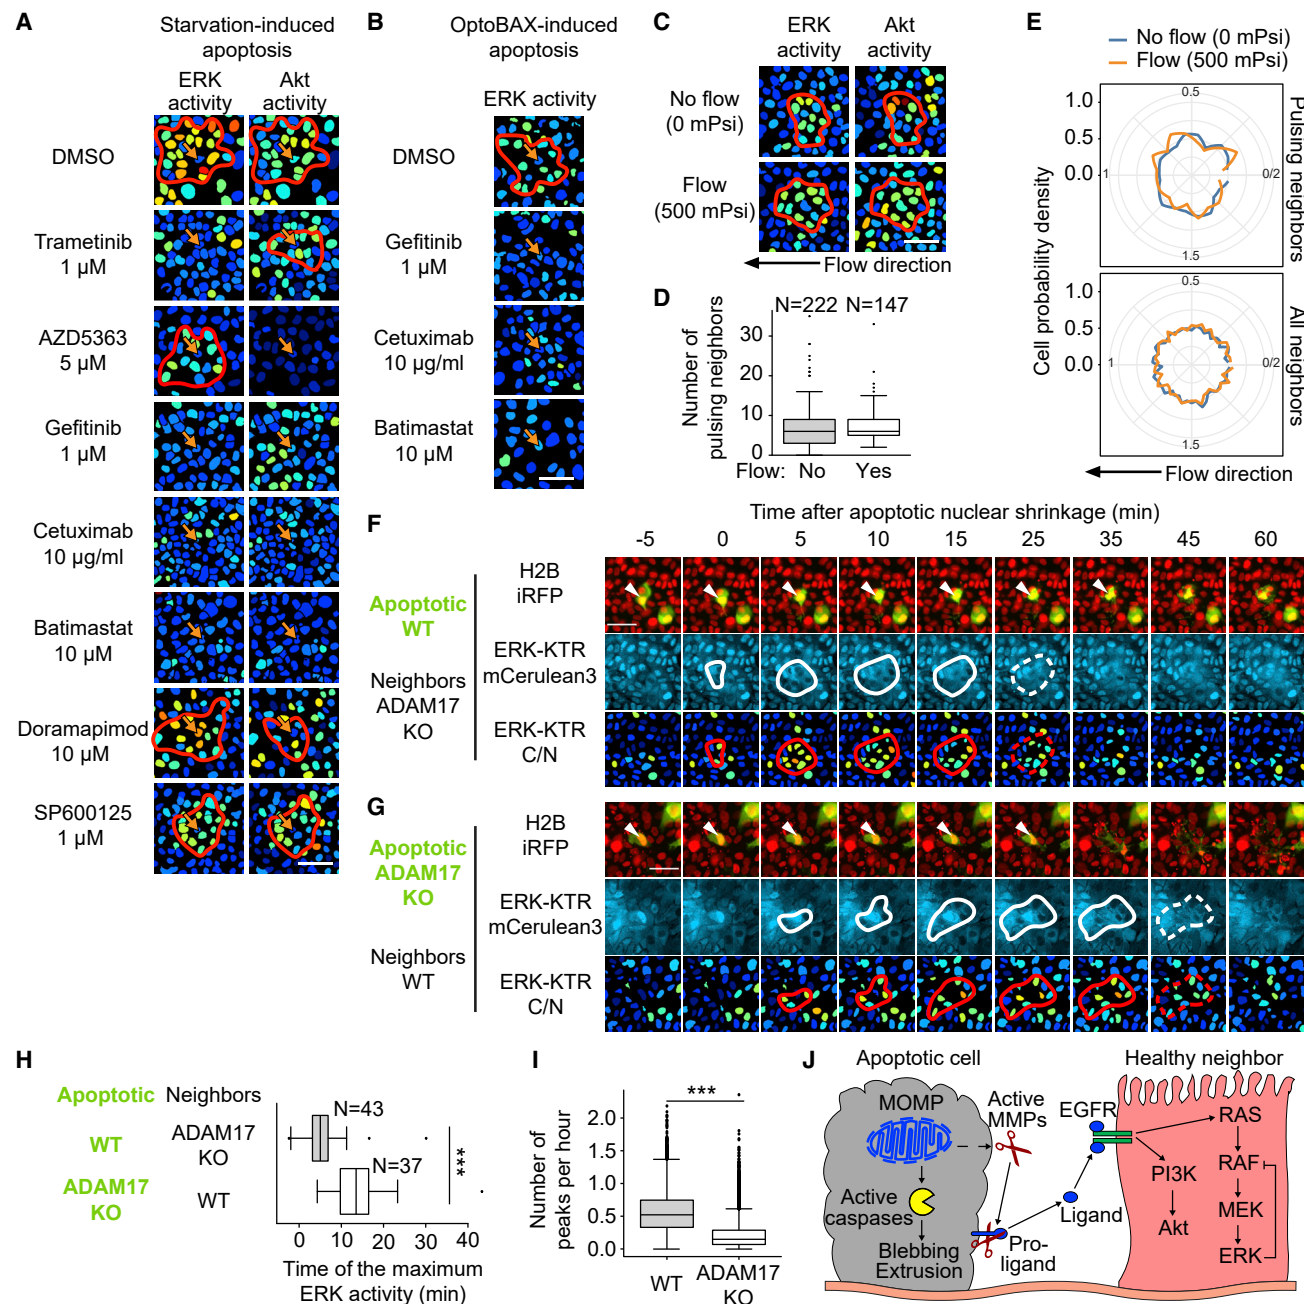 A
Starvation-induced
apoptosis
ERK
activity
Akt
activity
DMSO
Trametinib
1 µM
AZD5363
5 µM
Gefitinib
1 µM
Cetuximab
10 µg/ml
Batimastat
10 µM
Doramapimod
10 µM
SP600125
1 µM
B
OptoBAX-induced
apoptosis
ERK activity
DMSO
Gefitinib
1 µM
Cetuximab
10 µg/ml
Batimastat
10 µM
C
ERK
activity
Akt
activity
No flow
(0 mPsi)
Flow
(500 mPsi)
Flow direction
D
N=222 N=147
Number of
pulsing neighbors
30
20
10
0
Flow: No Yes
E
No flow (0 mPsi)
Flow (500 mPsi)
Cell probability density
1.0
0.5
0.0
0.5
1
0/2
1.5
Pulsing neighbors
1.0
0.5
0.0
0.5
1
0/2
1.5
All neighbors
Flow direction
F
Time after apoptotic nuclear shrinkage (min)
-5 0 5 10 15 25 35 45 60
Apoptotic
WT
Neighbors
ADAM17
KO
H2B
iRFP
ERK-KTR
mCerulean3
ERK-KTR
C/N
G
Apoptotic
ADAM17
KO
Neighbors
WT
H2B
iRFP
ERK-KTR
mCerulean3
ERK-KTR
C/N
H
Apoptotic Neighbors
WT
ADAM17
KO
N=43
ADAM17
KO
WT
N=37
***
0 10 20 30 40
Time of the maximum
ERK activity (min)
I
***
Number of
peaks per hour
2.0
1.5
1.0
0.5
0.0
WT
ADAM17
KO
J
Apoptotic cell
Healthy neighbor
MOMP
Active
MMPs
EGFR
RAS
RAF
PI3K
Active
caspases
MEK
Akt
Ligand
Blebbing
Extrusion
Pro-
ligand
ERK